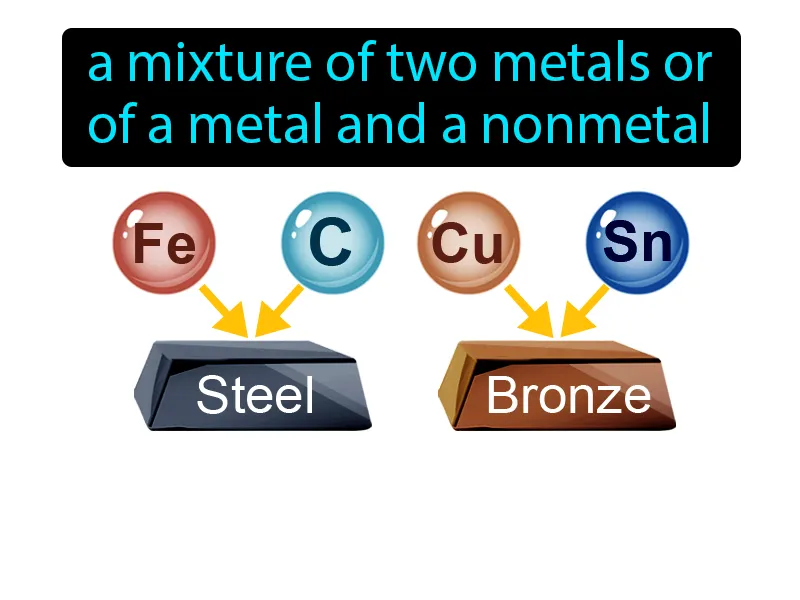 a mixture of two metals or
of a metal and a nonmetal
Fe C Cu Sn
Steel Bronze